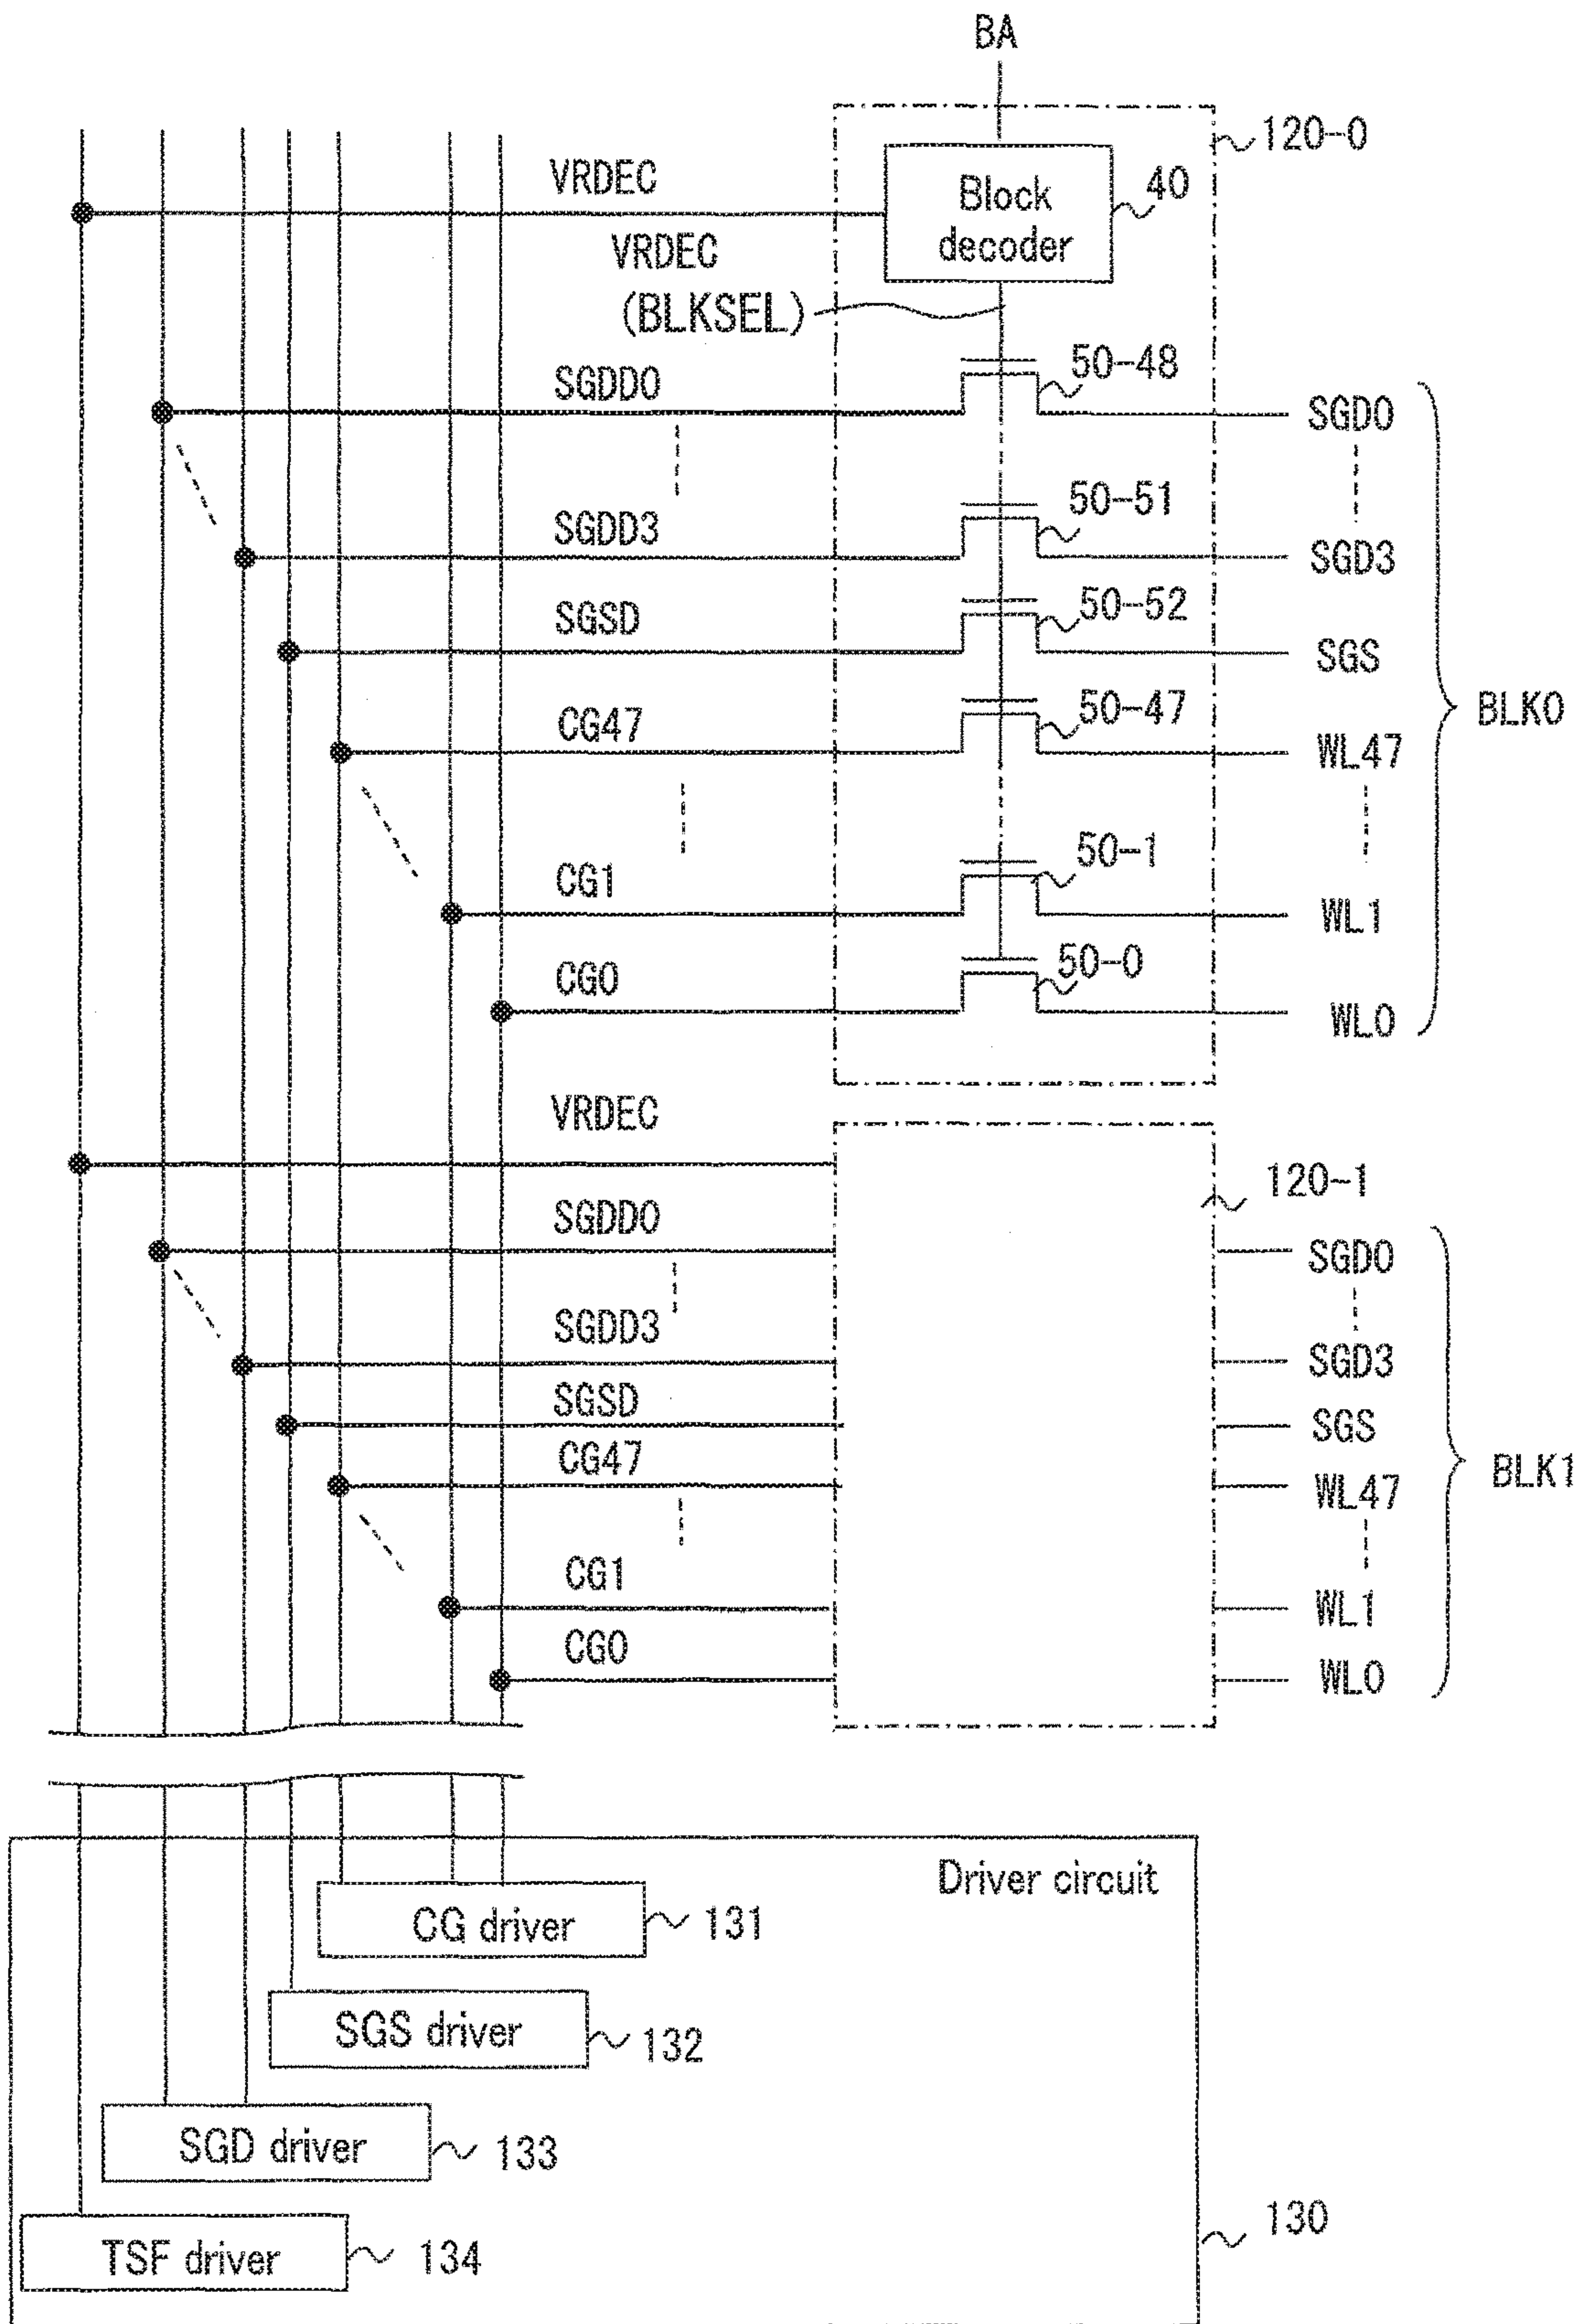 BA
120-0
VRDEC
Block
decoder
40
VRDEC
(BLKSEL)
50-48
SGDD0
SGD0
50-51
SGDD3
SGD3
50-52
SGSD
SGS
50-47
CG47
WL47
BLK0
50-1
CG1
WL1
50-0
CG0
WL0
VRDEC
120-1
SGDD0
SGD0
SGDD3
SGD3
SGSD
SGS
CG47
WL47
BLK1
CG1
WL1
CG0
WL0
Driver circuit
CG driver
131
SGS driver
132
SGD driver
133
130
TSF driver
134